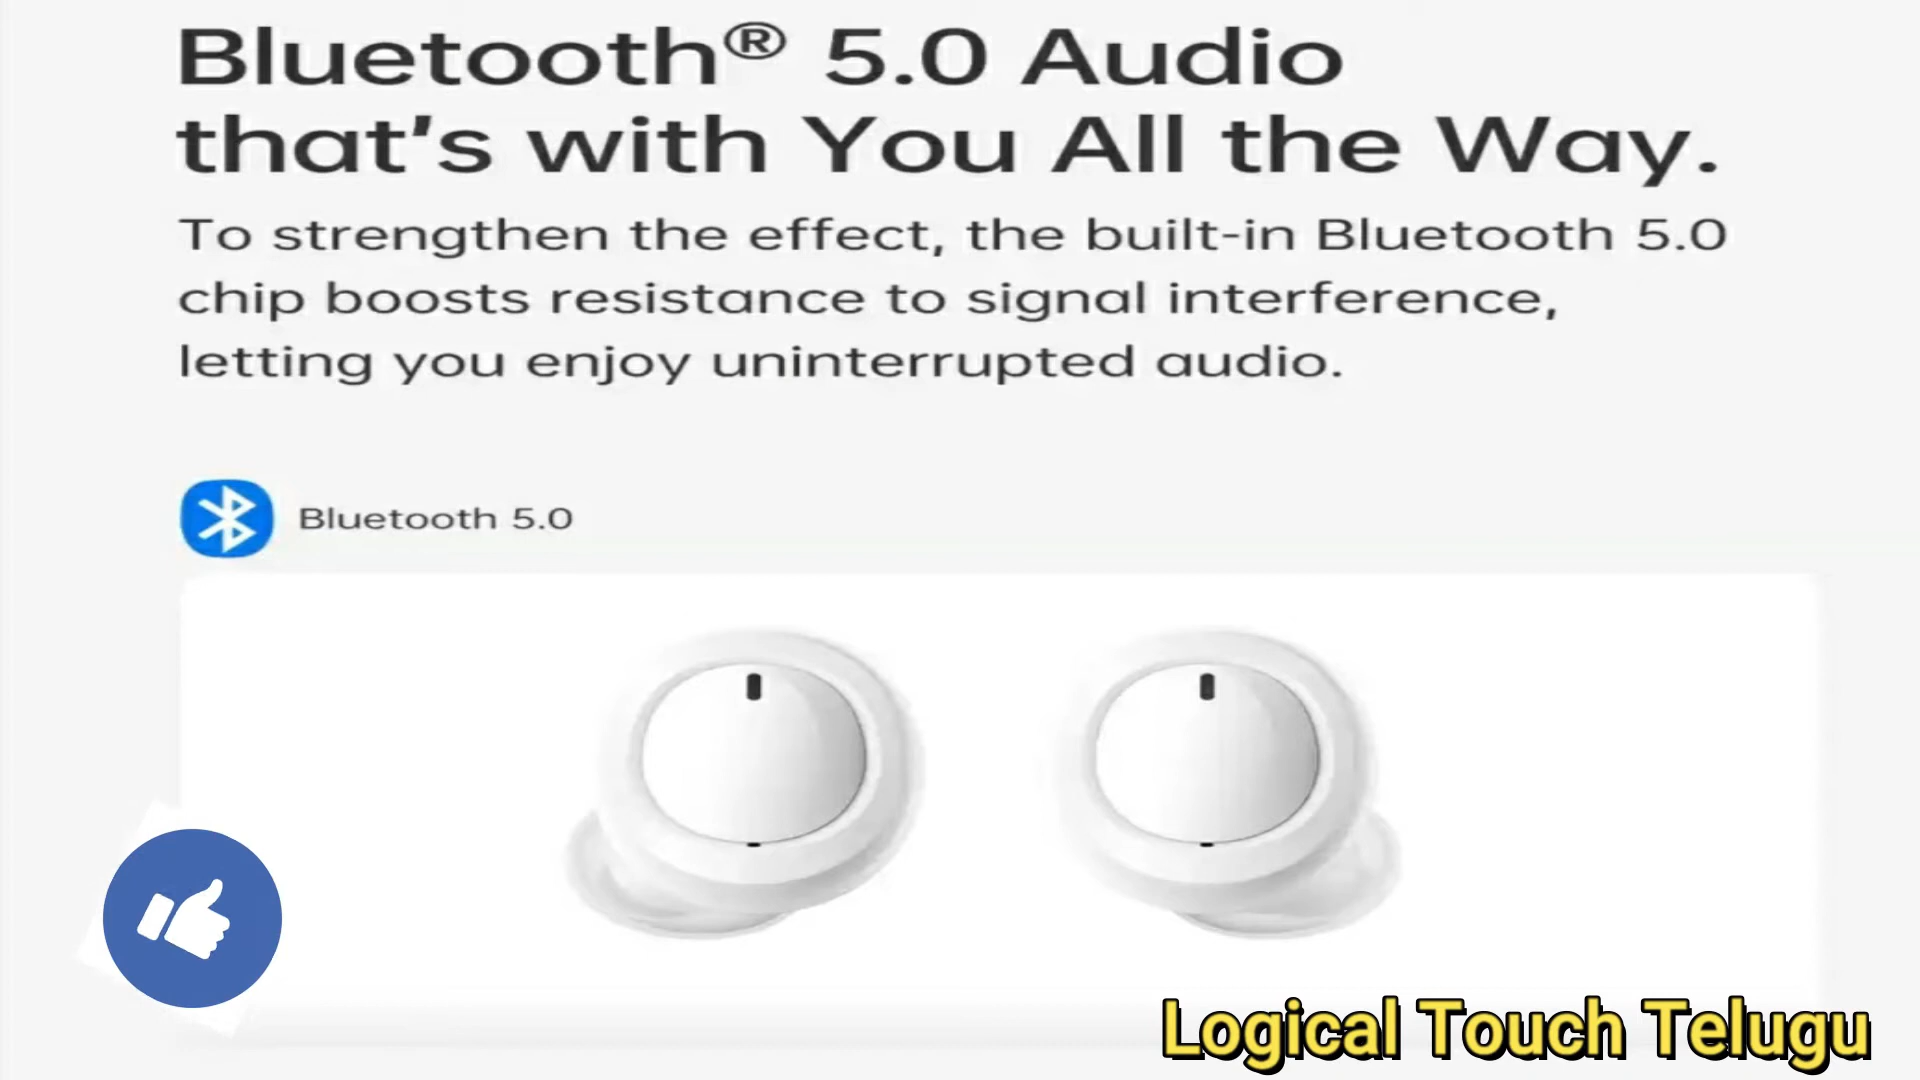 Bluetooth® 5.0 Audio
that's with You All the Way.
To strengthen the effect, the built-in Bluetooth 5.0
chip boosts resistance to signal interference,
letting you enjoy uninterrupted audio.
Bluetooth 5.0
Logical Touch Telugu